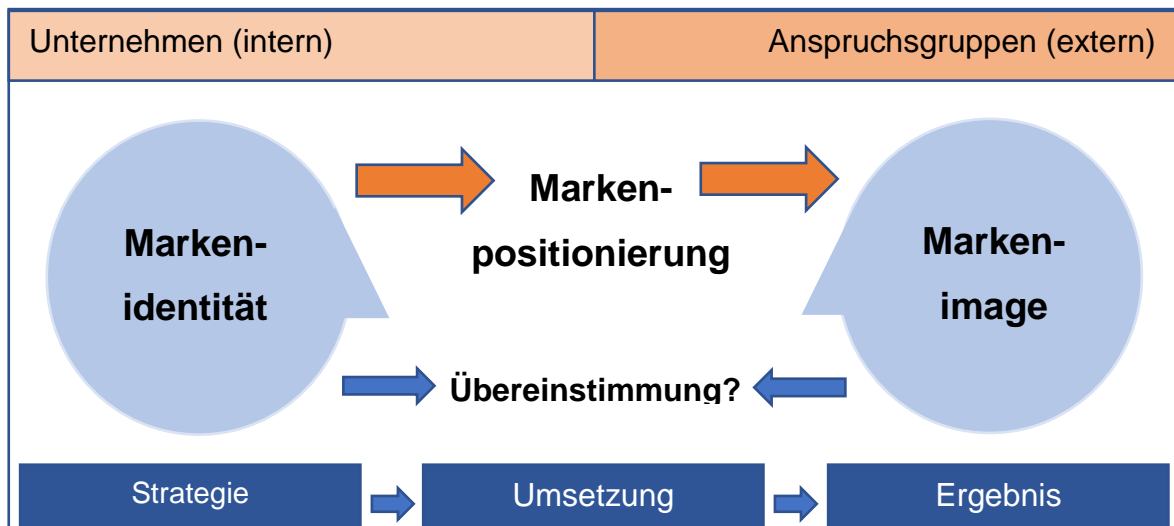 Unternehmen (intern)
Anspruchsgruppen (extern)
Marken-
identität
Marken-
positionierung
Marken-
image
Übereinstimmung?
Strategie
Umsetzung
Ergebnis